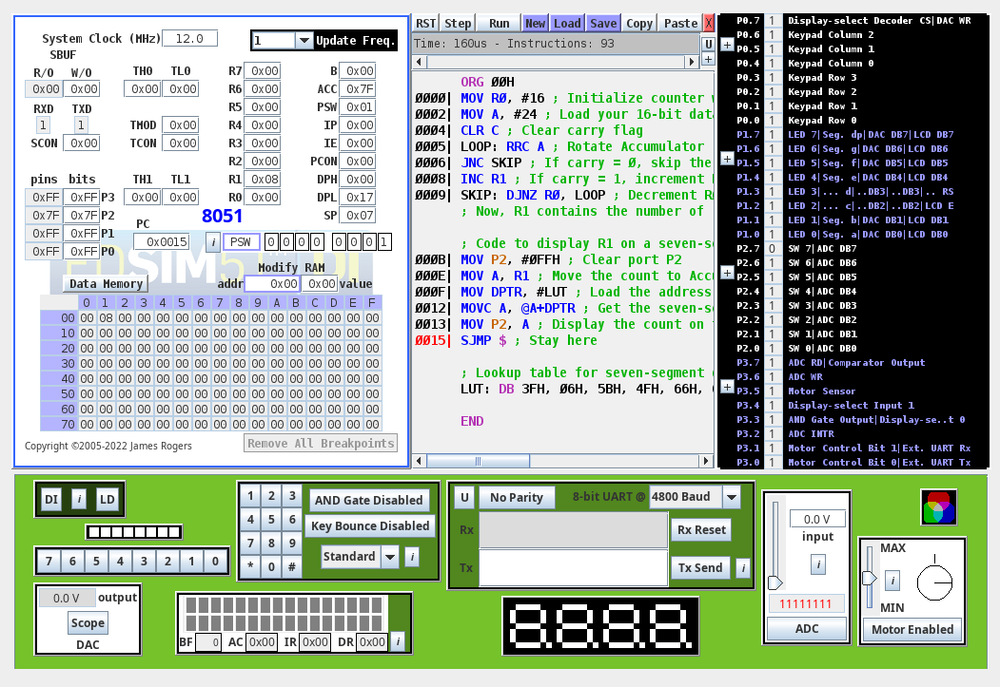 System Clock (MHz) 12.0 1 Update Freq.
SBUF
R/O W/O TH0 TL0 R7 0x00 B 0x00
0x00 0x00 0x00 0x00 R6 0x00 ACC 0x7F
RXD TXD R5 0x00 PSW 0x01
1 1 TMOD 0x00 R4 0x00 IP 0x00
SCON 0x00 TCON 0x00 R3 0x00 IE 0x00
R2 0x00 PCON 0x00
pins bits TH1 TL1 R1 0x08 DPH 0x00
0xFF 0xFF P3 0x00 0x00 R0 0x00 DPL 0x17
0x7F 0x7F P2 8051 SP 0x07
0xFF 0xFF P1 PC
0xFF 0xFF P0 0x0015 i PSW 0 0 0 0 0 0 0 1
Modify RAM
Data Memory addr 0x00 0x00 value
0 1 2 3 4 5 6 7 8 9 A B C D E F
00 00 08 00 00 00 00 00 00 00 00 00 00 00 00 00 00
10 00 00 00 00 00 00 00 00 00 00 00 00 00 00 00 00
20 00 00 00 00 00 00 00 00 00 00 00 00 00 00 00 00
30 00 00 00 00 00 00 00 00 00 00 00 00 00 00 00 00
40 00 00 00 00 00 00 00 00 00 00 00 00 00 00 00 00
50 00 00 00 00 00 00 00 00 00 00 00 00 00 00 00 00
60 00 00 00 00 00 00 00 00 00 00 00 00 00 00 00 00
70 00 00 00 00 00 00 00 00 00 00 00 00 00 00 00 00
Copyright ©2005-2022 James Rogers Remove All Breakpoints
RST Step Run New Load Save Copy Paste X
Time: 160us - Instructions: 93 U
+
ORG 00H
0000| MOV R0, #16 ; Initialize counter
0002| MOV A, #24 ; Load your 16-bit
0004| CLR C ; Clear carry flag
0005| LOOP: RRC A ; Rotate Accumulator
0006| JNC SKIP ; If carry = 0, skip the
0008| INC R1 ; If carry = 1, increment
0009| SKIP: DJNZ R0, LOOP ; Decrement
; Now, R1 contains the number of
; Code to display R1 on a
000B| MOV P2, #0FFH ; Clear port P2
000E| MOV A, R1 ; Move the count to
000F| MOV DPTR, #LUT ; Load the address
0012| MOVC A, @A+DPTR ; Get the
0013| MOV P2, A ; Display the count on
0015| SJMP $ ; Stay here
; Lookup table for seven-segment
LUT: DB 3FH, 06H, 5BH, 4FH, 66H,
END
P0.7 1 Display-select Decoder CS|DAC WR
P0.6 1 Keypad Column 2
+ P0.5 1 Keypad Column 1
P0.4 1 Keypad Column 0
P0.3 1 Keypad Row 3
P0.2 1 Keypad Row 2
P0.1 1 Keypad Row 1
P0.0 1 Keypad Row 0
P1.7 1 LED 7|Seg. dp|DAC DB7|LCD DB7
P1.6 1 LED 6|Seg. g|DAC DB6|LCD DB6
+ P1.5 1 LED 5|Seg. f|DAC DB5|LCD DB5
P1.4 1 LED 4|Seg. e|DAC DB4|LCD DB4
P1.3 1 LED 3|... d|..DB3|..DB3|.. RS
P1.2 1 LED 2|... c|..DB2|..DB2|LCD E
P1.1 1 LED 1|Seg. b|DAC DB1|LCD DB1
P1.0 1 LED 0|Seg. a|DAC DB0|LCD DB0
P2.7 0 SW 7|ADC DB7
P2.6 1 SW 6|ADC DB6
+ P2.5 1 SW 5|ADC DB5
P2.4 1 SW 4|ADC DB4
P2.3 1 SW 3|ADC DB3
P2.2 1 SW 2|ADC DB2
P2.1 1 SW 1|ADC DB1
P2.0 1 SW 0|ADC DB0
P3.7 1 ADC RD|Comparator Output
P3.6 1 ADC WR
+ P3.5 1 Motor Sensor
P3.4 1 Display-select Input 1
P3.3 1 AND Gate Output|Display-se..t 0
P3.2 1 ADC INTR
P3.1 1 Motor Control Bit 1|Ext. UART Rx
P3.0 1 Motor Control Bit 0|Ext. UART Tx
DI i LD
7 6 5 4 3 2 1 0
0.0 V output
Scope
DAC
1 2 3 AND Gate Disabled
4 5 6 Key Bounce Disabled
7 8 9 Standard i
* 0 #
BF 0 AC 0x00 IR 0x00 DR 0x00 i
U No Parity 8-bit UART @ 4800 Baud
Rx Rx Reset
Tx Tx Send i
8.8.8.8.
0.0 V
input
i
11111111
ADC
MAX
i
MIN
Motor Enabled